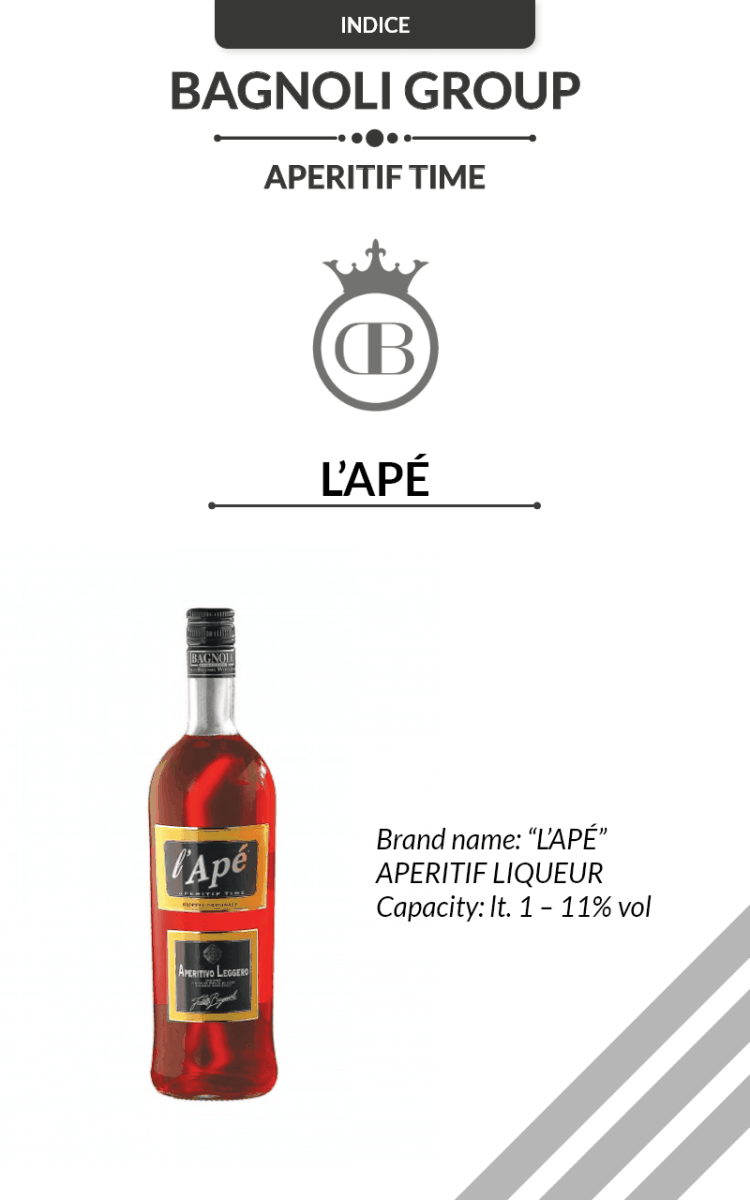 INDICE
BAGNOLI GROUP
APERITIF TIME
DB
L’APÉ
BAGNOLI
l'Apé
APERITIF TIME
Brand name: “L’APÉ”
APERITIF LIQUEUR
Capacity: lt. 1 – 11% vol
APERITIVO LEGGERO